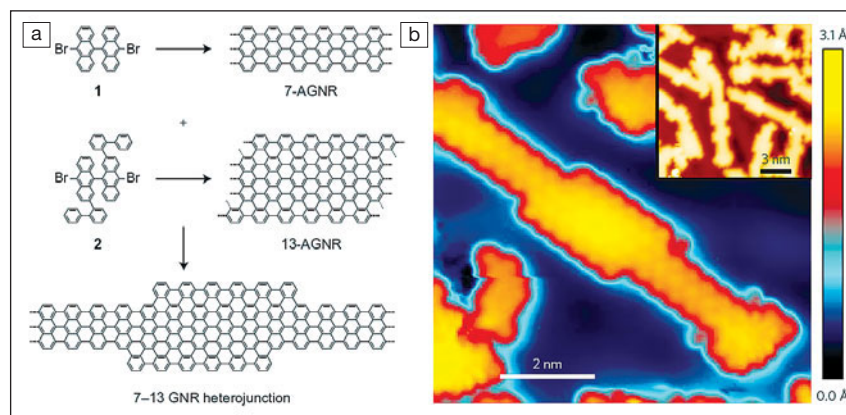 a
Br
Br
1
7-AGNR
+
Br
Br
2
13-AGNR
7–13 GNR heterojunction
b
3 nm
2 nm
3.1 Å
0.0 Å